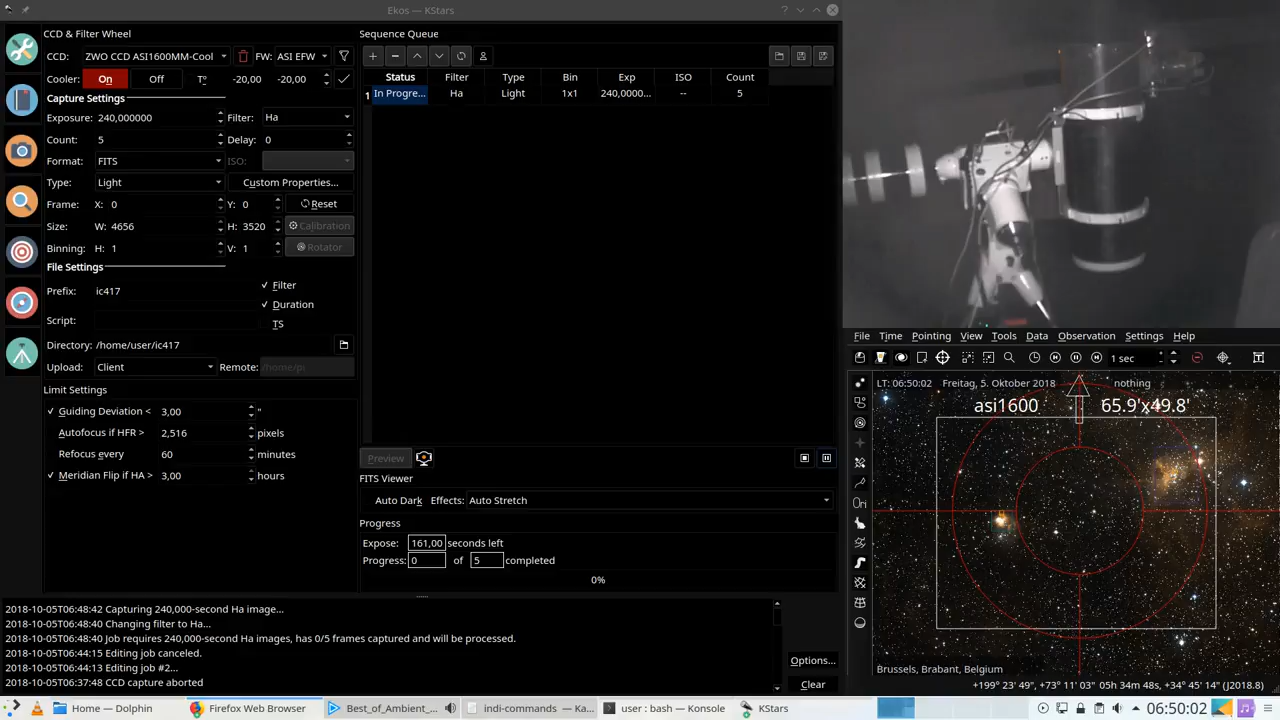 Ekos — KStars
CCD & Filter Wheel
CCD: ZWO CCD ASI1600MM-Cool FW: ASI EFW
Cooler: On Off T° -20,00 -20,00
Capture Settings
Exposure: 240,000000 Filter: Ha
Count: 5 Delay: 0
Format: FITS ISO:
Type: Light Custom Properties...
Frame: X: 0 Y: 0 Reset
Size: W: 4656 H: 3520 Calibration
Binning: H: 1 V: 1 Rotator
File Settings
Prefix: ic417 ✓ Filter
✓ Duration
Script: TS
Directory: /home/user/ic417
Upload: Client Remote: /home/pi
Limit Settings
✓ Guiding Deviation < 3,00 "
Autofocus if HFR > 2,516 pixels
Refocus every 60 minutes
✓ Meridian Flip if HA > 3,00 hours
Sequence Queue
Status Filter Type Bin Exp ISO Count
1 In Progre... Ha Light 1x1 240,0000... -- 5
Preview
FITS Viewer
Auto Dark Effects: Auto Stretch
Progress
Expose: 161,00 seconds left
Progress: 0 of 5 completed
0%
2018-10-05T06:48:42 Capturing 240,000-second Ha image...
2018-10-05T06:48:40 Changing filter to Ha...
2018-10-05T06:48:40 Job requires 240,000-second Ha images, has 0/5 frames captured and will be processed.
2018-10-05T06:44:15 Editing job canceled.
2018-10-05T06:44:13 Editing job #2...
2018-10-05T06:37:48 CCD capture aborted
Options...
Clear
File Time Pointing View Tools Data Observation Settings Help
1 sec
LT: 06:50:02 Freitag, 5. Oktober 2018 nothing
asi1600 65.9'x49.8'
Ori
Brussels, Brabant, Belgium
+199° 23' 49", +73° 11' 03" 05h 34m 48s, +34° 45' 14" (J2018.8)
Home — Dolphin Firefox Web Browser Best_of_Ambient_... indi-commands — Ka... user : bash — Konsole KStars 06:50:02